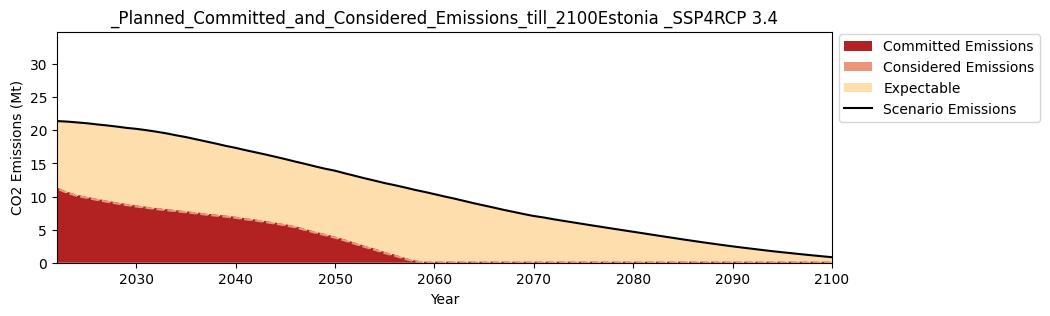 _Planned_Committed_and_Considered_Emissions_till_2100Estonia _SSP4RCP 3.4
30
25
20
15
10
5
0
CO2 Emissions (Mt)
2030 2040 2050 2060 2070 2080 2090 2100
Year
Committed Emissions
Considered Emissions
Expectable
Scenario Emissions